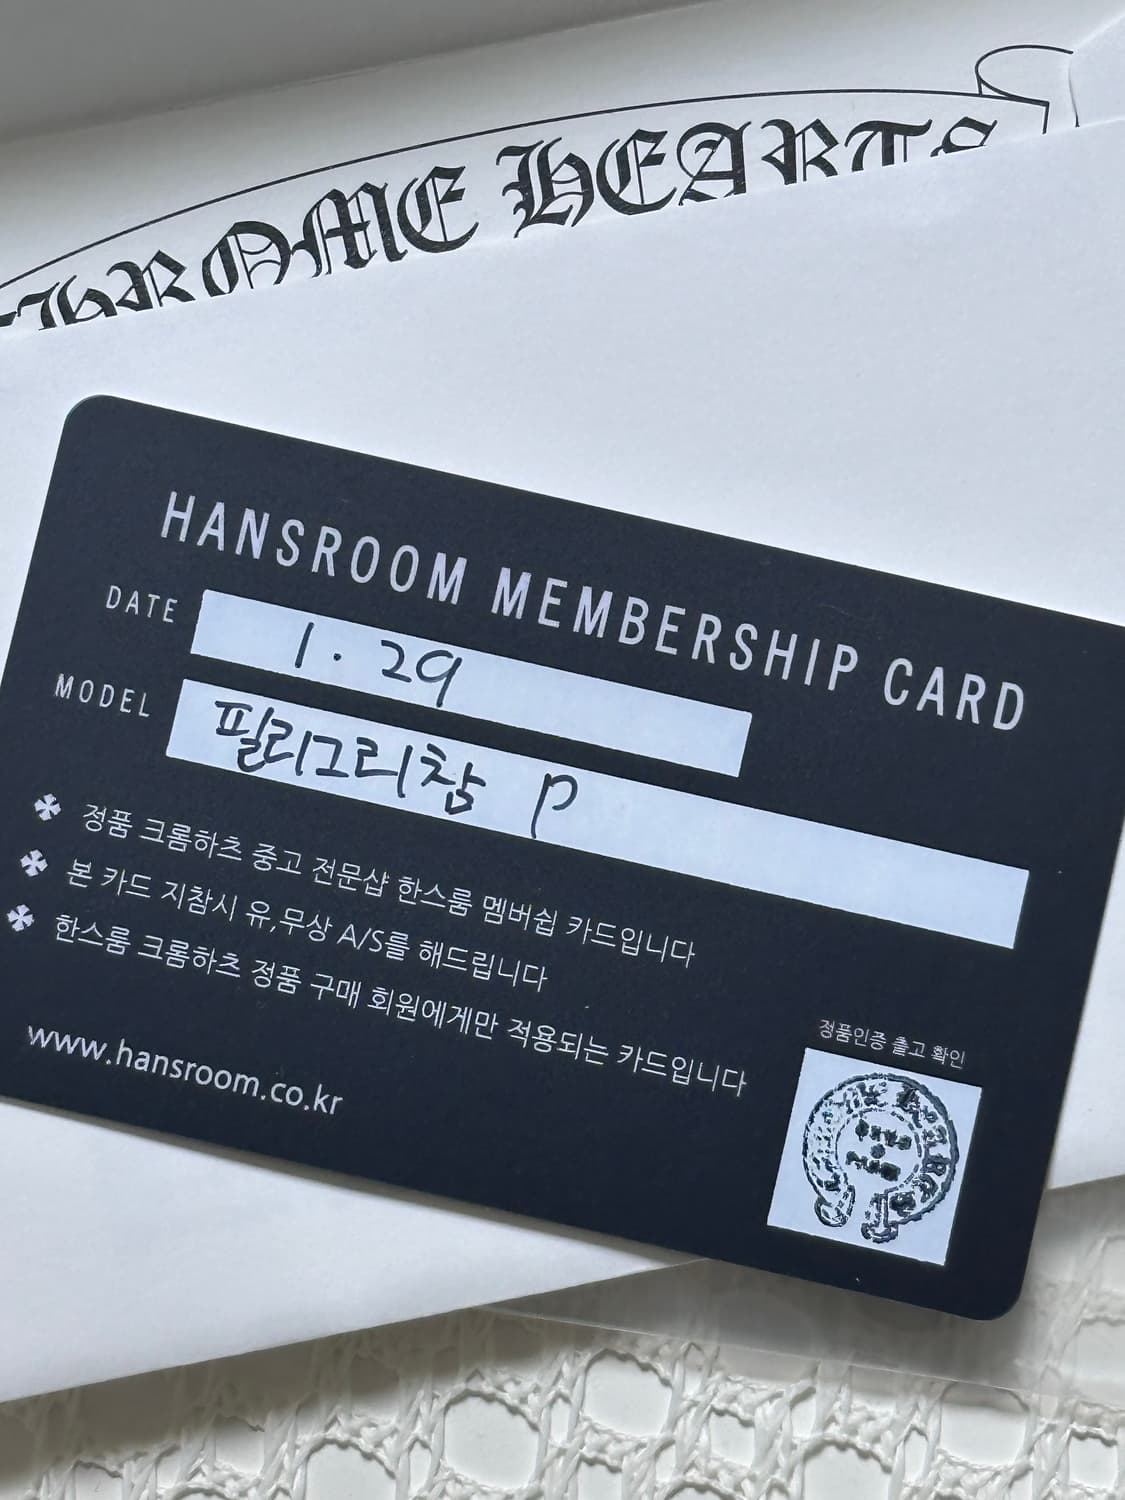 CHROME HEARTS
HANSROOM MEMBERSHIP CARD
DATE 1.29
MODEL 필리그리참 P
정품 크롬하츠 중고 전문샵 한스룸 멤버쉽 카드입니다
본 카드 지참시 유,무상 A/S를 해드립니다
한스룸 크롬하츠 정품 구매 회원에게만 적용되는 카드입니다
www.hansroom.co.kr
정품인증 출고 확인